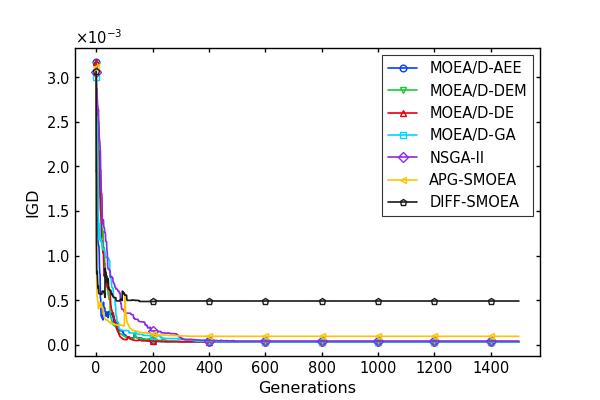 ×10⁻³
3.0
2.5
2.0
1.5
1.0
0.5
0.0
IGD
0 200 400 600 800 1000 1200 1400
Generations
MOEA/D-AEE
MOEA/D-DEM
MOEA/D-DE
MOEA/D-GA
NSGA-II
APG-SMOEA
DIFF-SMOEA